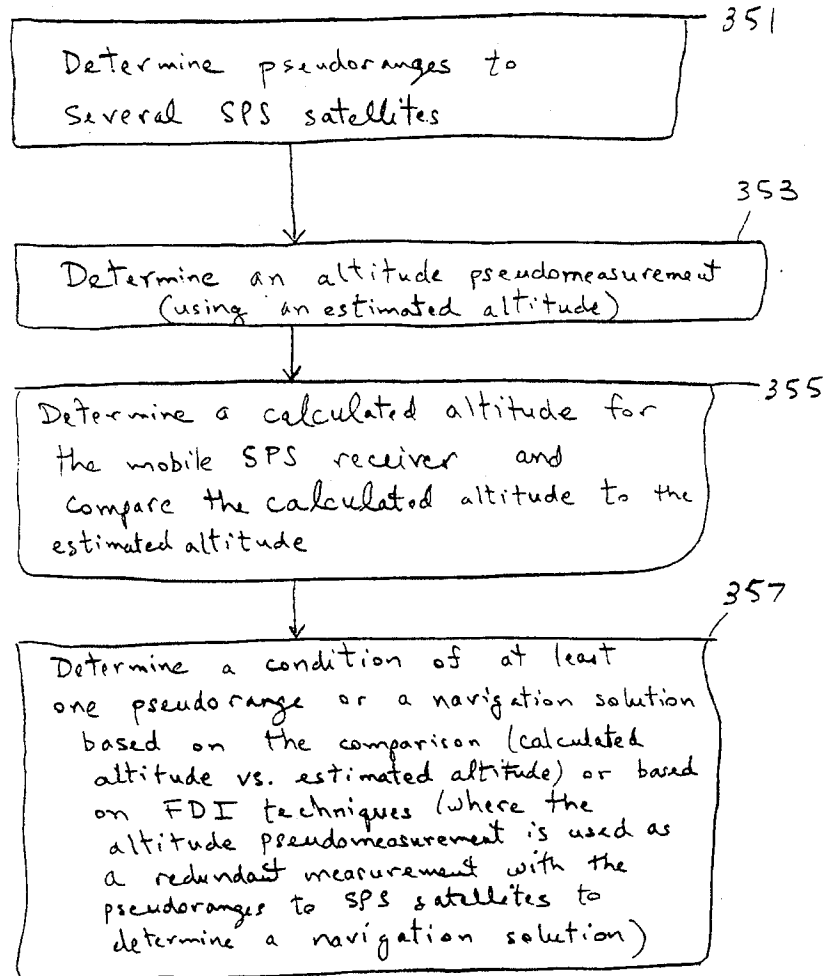 351
Determine pseudoranges to
several SPS satellites
353
Determine an altitude pseudomeasurement
(using an estimated altitude)
355
Determine a calculated altitude for
the mobile SPS receiver and
compare the calculated altitude to the
estimated altitude
357
Determine a condition of at least
one pseudorange or a navigation solution
based on the comparison (calculated
altitude vs. estimated altitude) or based
on FDI techniques (where the
altitude pseudomeasurement is used as
a redundant measurement with the
pseudoranges to SPS satellites to
determine a navigation solution)